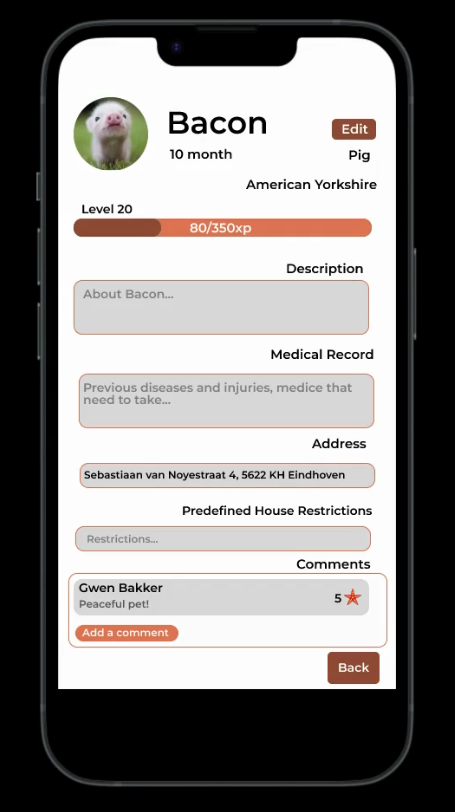 Bacon
Edit
10 month
Pig
American Yorkshire
Level 20
80/350xp
Description
About Bacon...
Medical Record
Previous diseases and injuries, medice that
need to take...
Address
Sebastiaan van Noyestraat 4, 5622 KH Eindhoven
Predefined House Restrictions
Restrictions...
Comments
Gwen Bakker
Peaceful pet!
5
Add a comment
Back